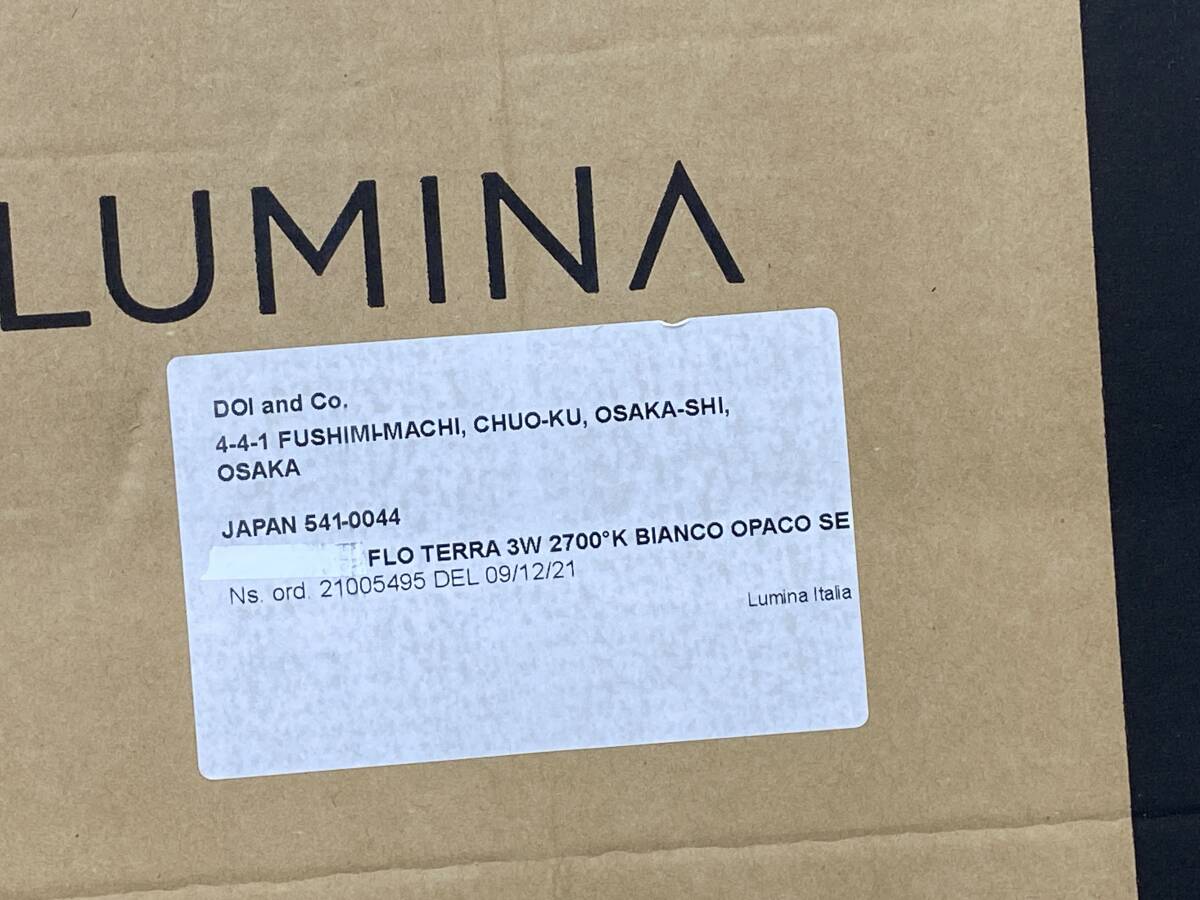 LUMINA
DOI and Co.
4-4-1 FUSHIMI-MACHI, CHUO-KU, OSAKA-SHI,
OSAKA
JAPAN 541-0044
FLO TERRA 3W 2700°K BIANCO OPACO SE
Ns. ord. 21005495 DEL 09/12/21
Lumina Italia